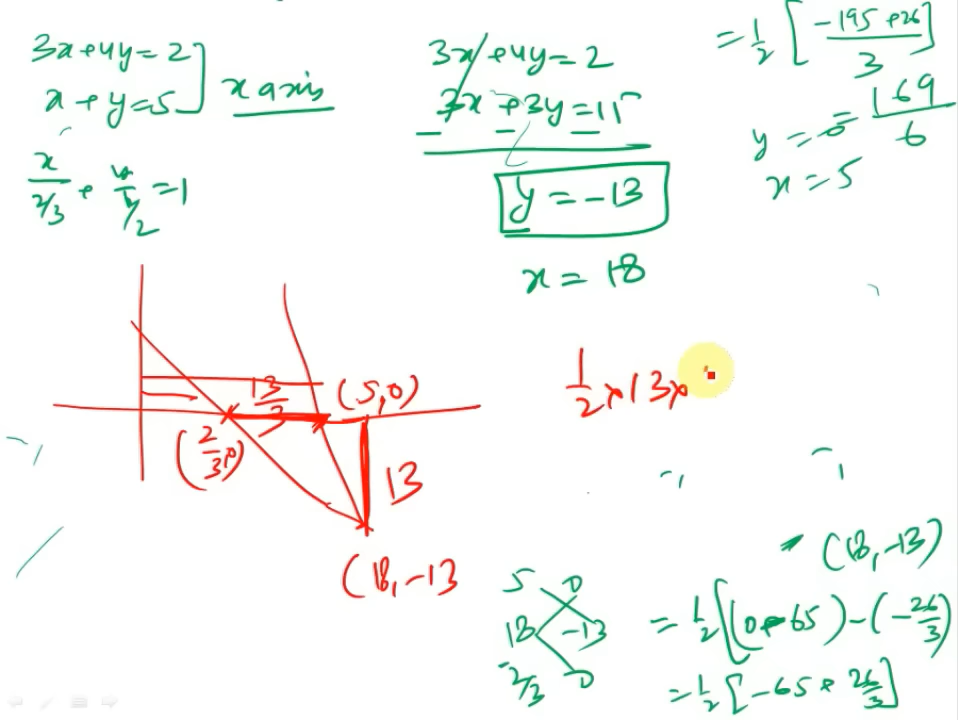 3x+4y=2
x+y=5
x axis
x/(2/3) + y/(1/2) = 1
3x+4y=2
3x+3y=15
y=-13
x=18
=1/2[(-195+26)/3]
=169/6
y=0
x=5
13/3
(5,0)
(2/3,0)
13
(18,-13
1/2×13×
(18,-13)
5 0
18 -13
2/3 0
=1/2[(0-65)-(-26/3)]
=1/2[-65+26/3]